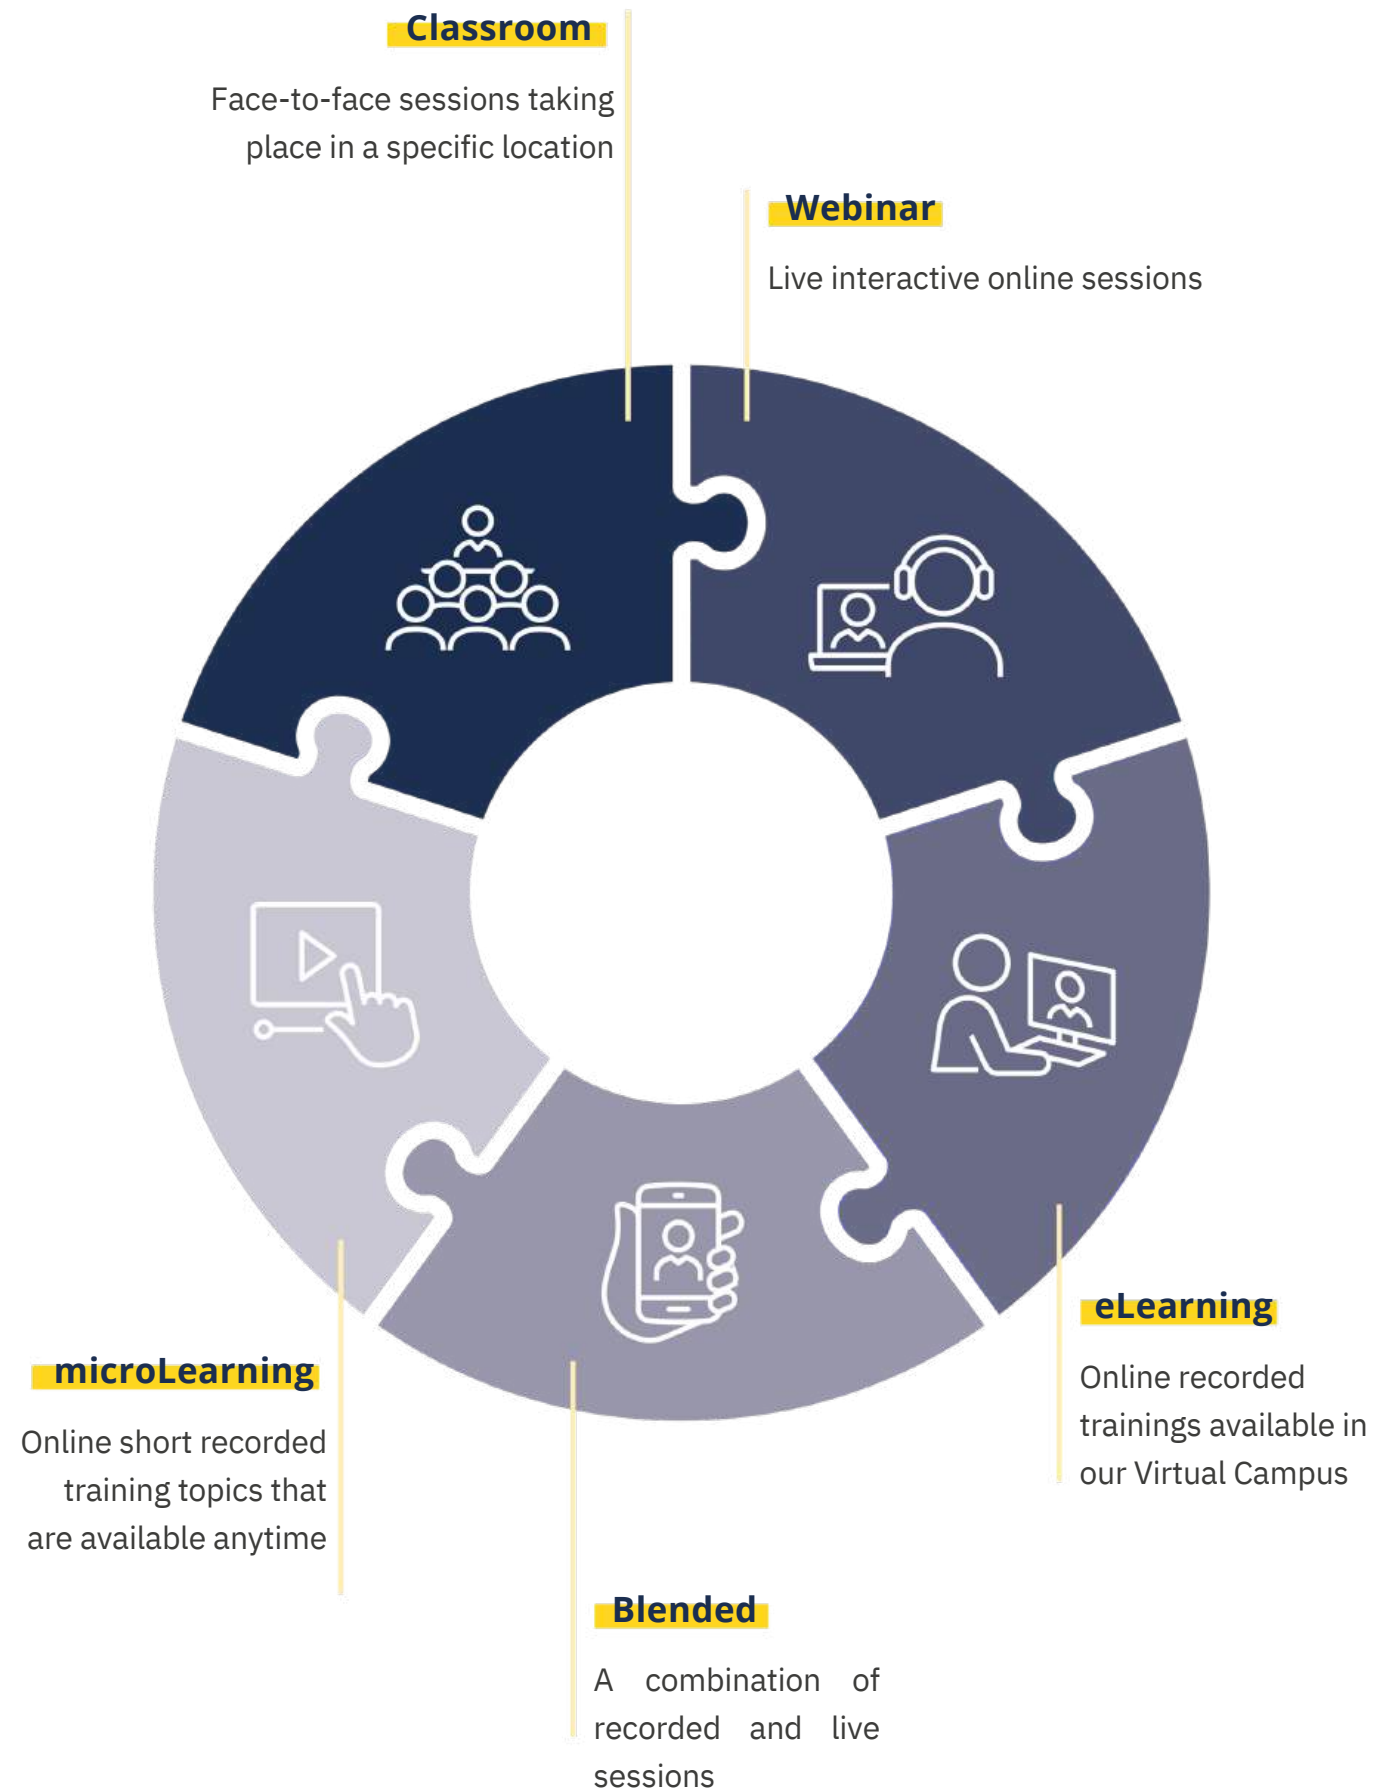 Classroom
Face-to-face sessions taking
place in a specific location
Webinar
Live interactive online sessions
eLearning
Online recorded
trainings available in
our Virtual Campus
microLearning
Online short recorded
training topics that
are available anytime
Blended
A combination of
recorded and live
sessions